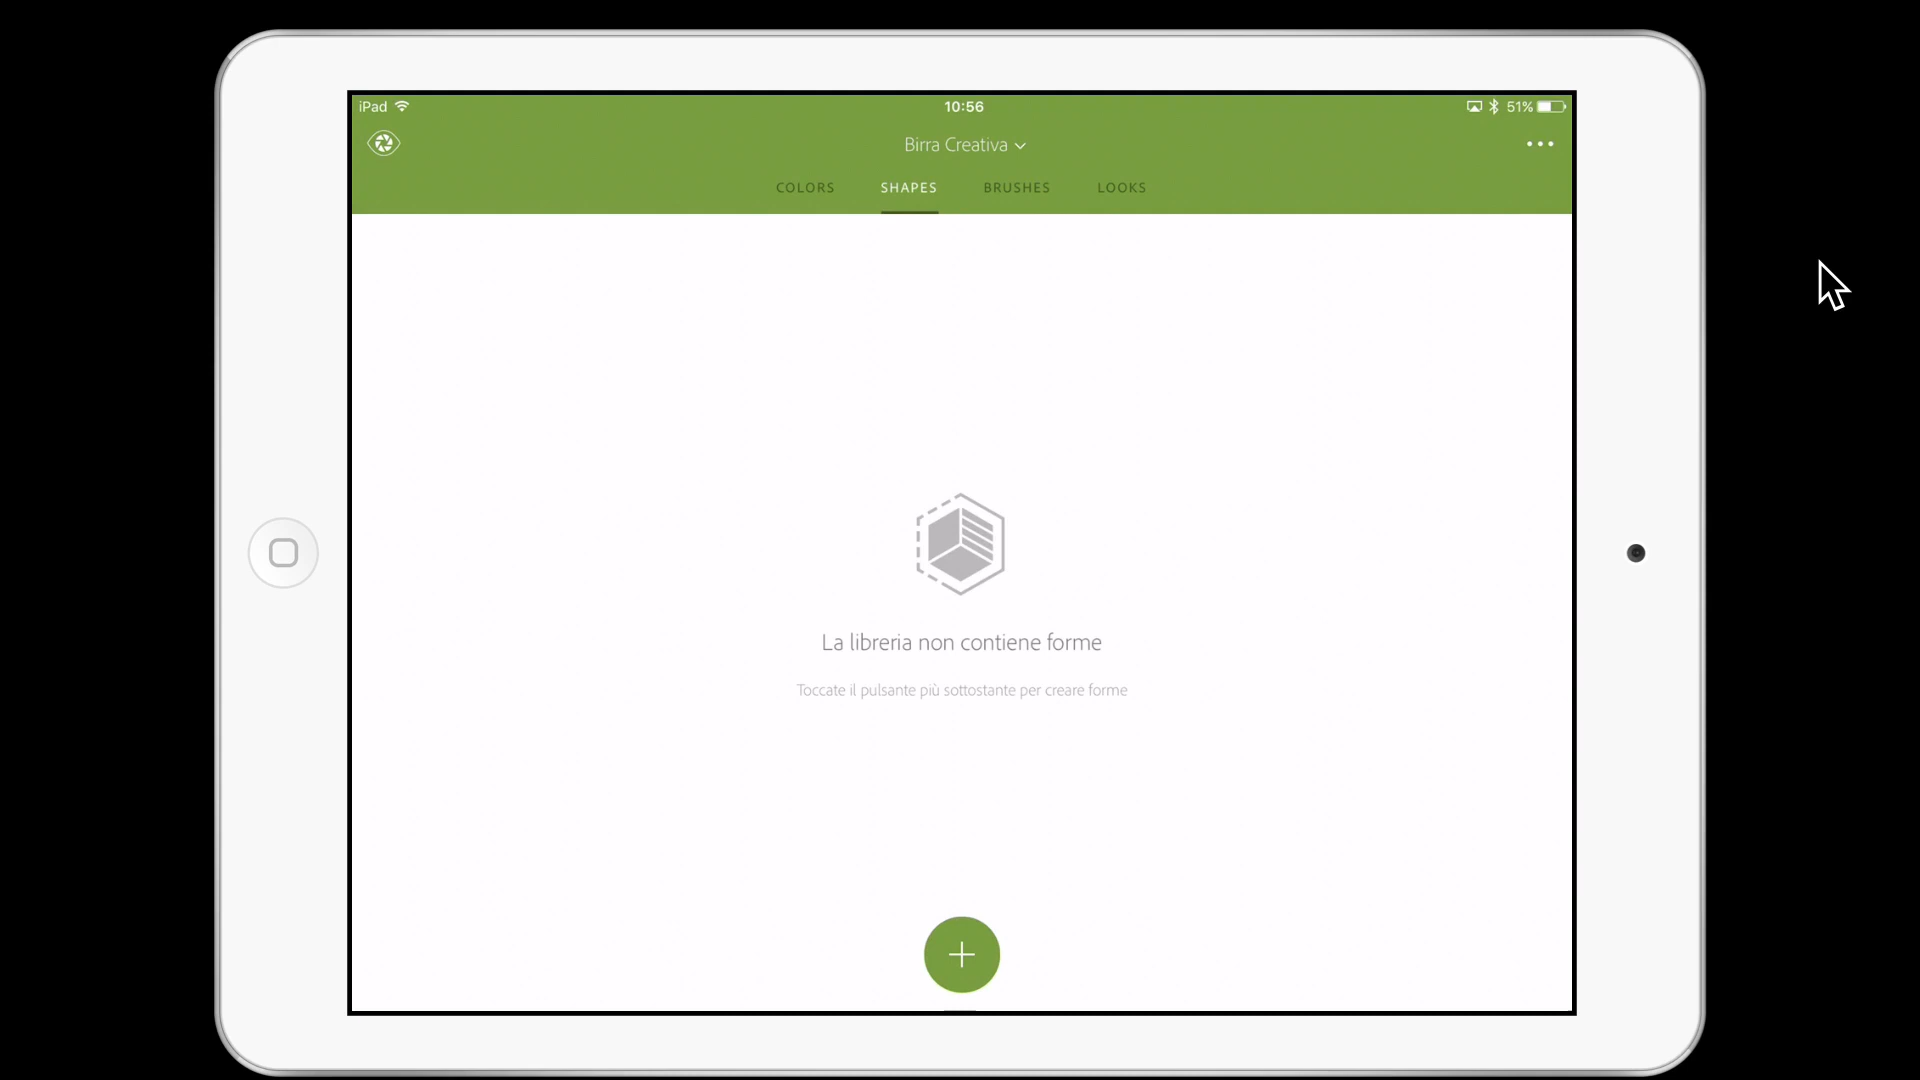 iPad 10:56 51%
Birra Creativa
COLORS SHAPES BRUSHES LOOKS
La libreria non contiene forme
Toccate il pulsante più sottostante per creare forme